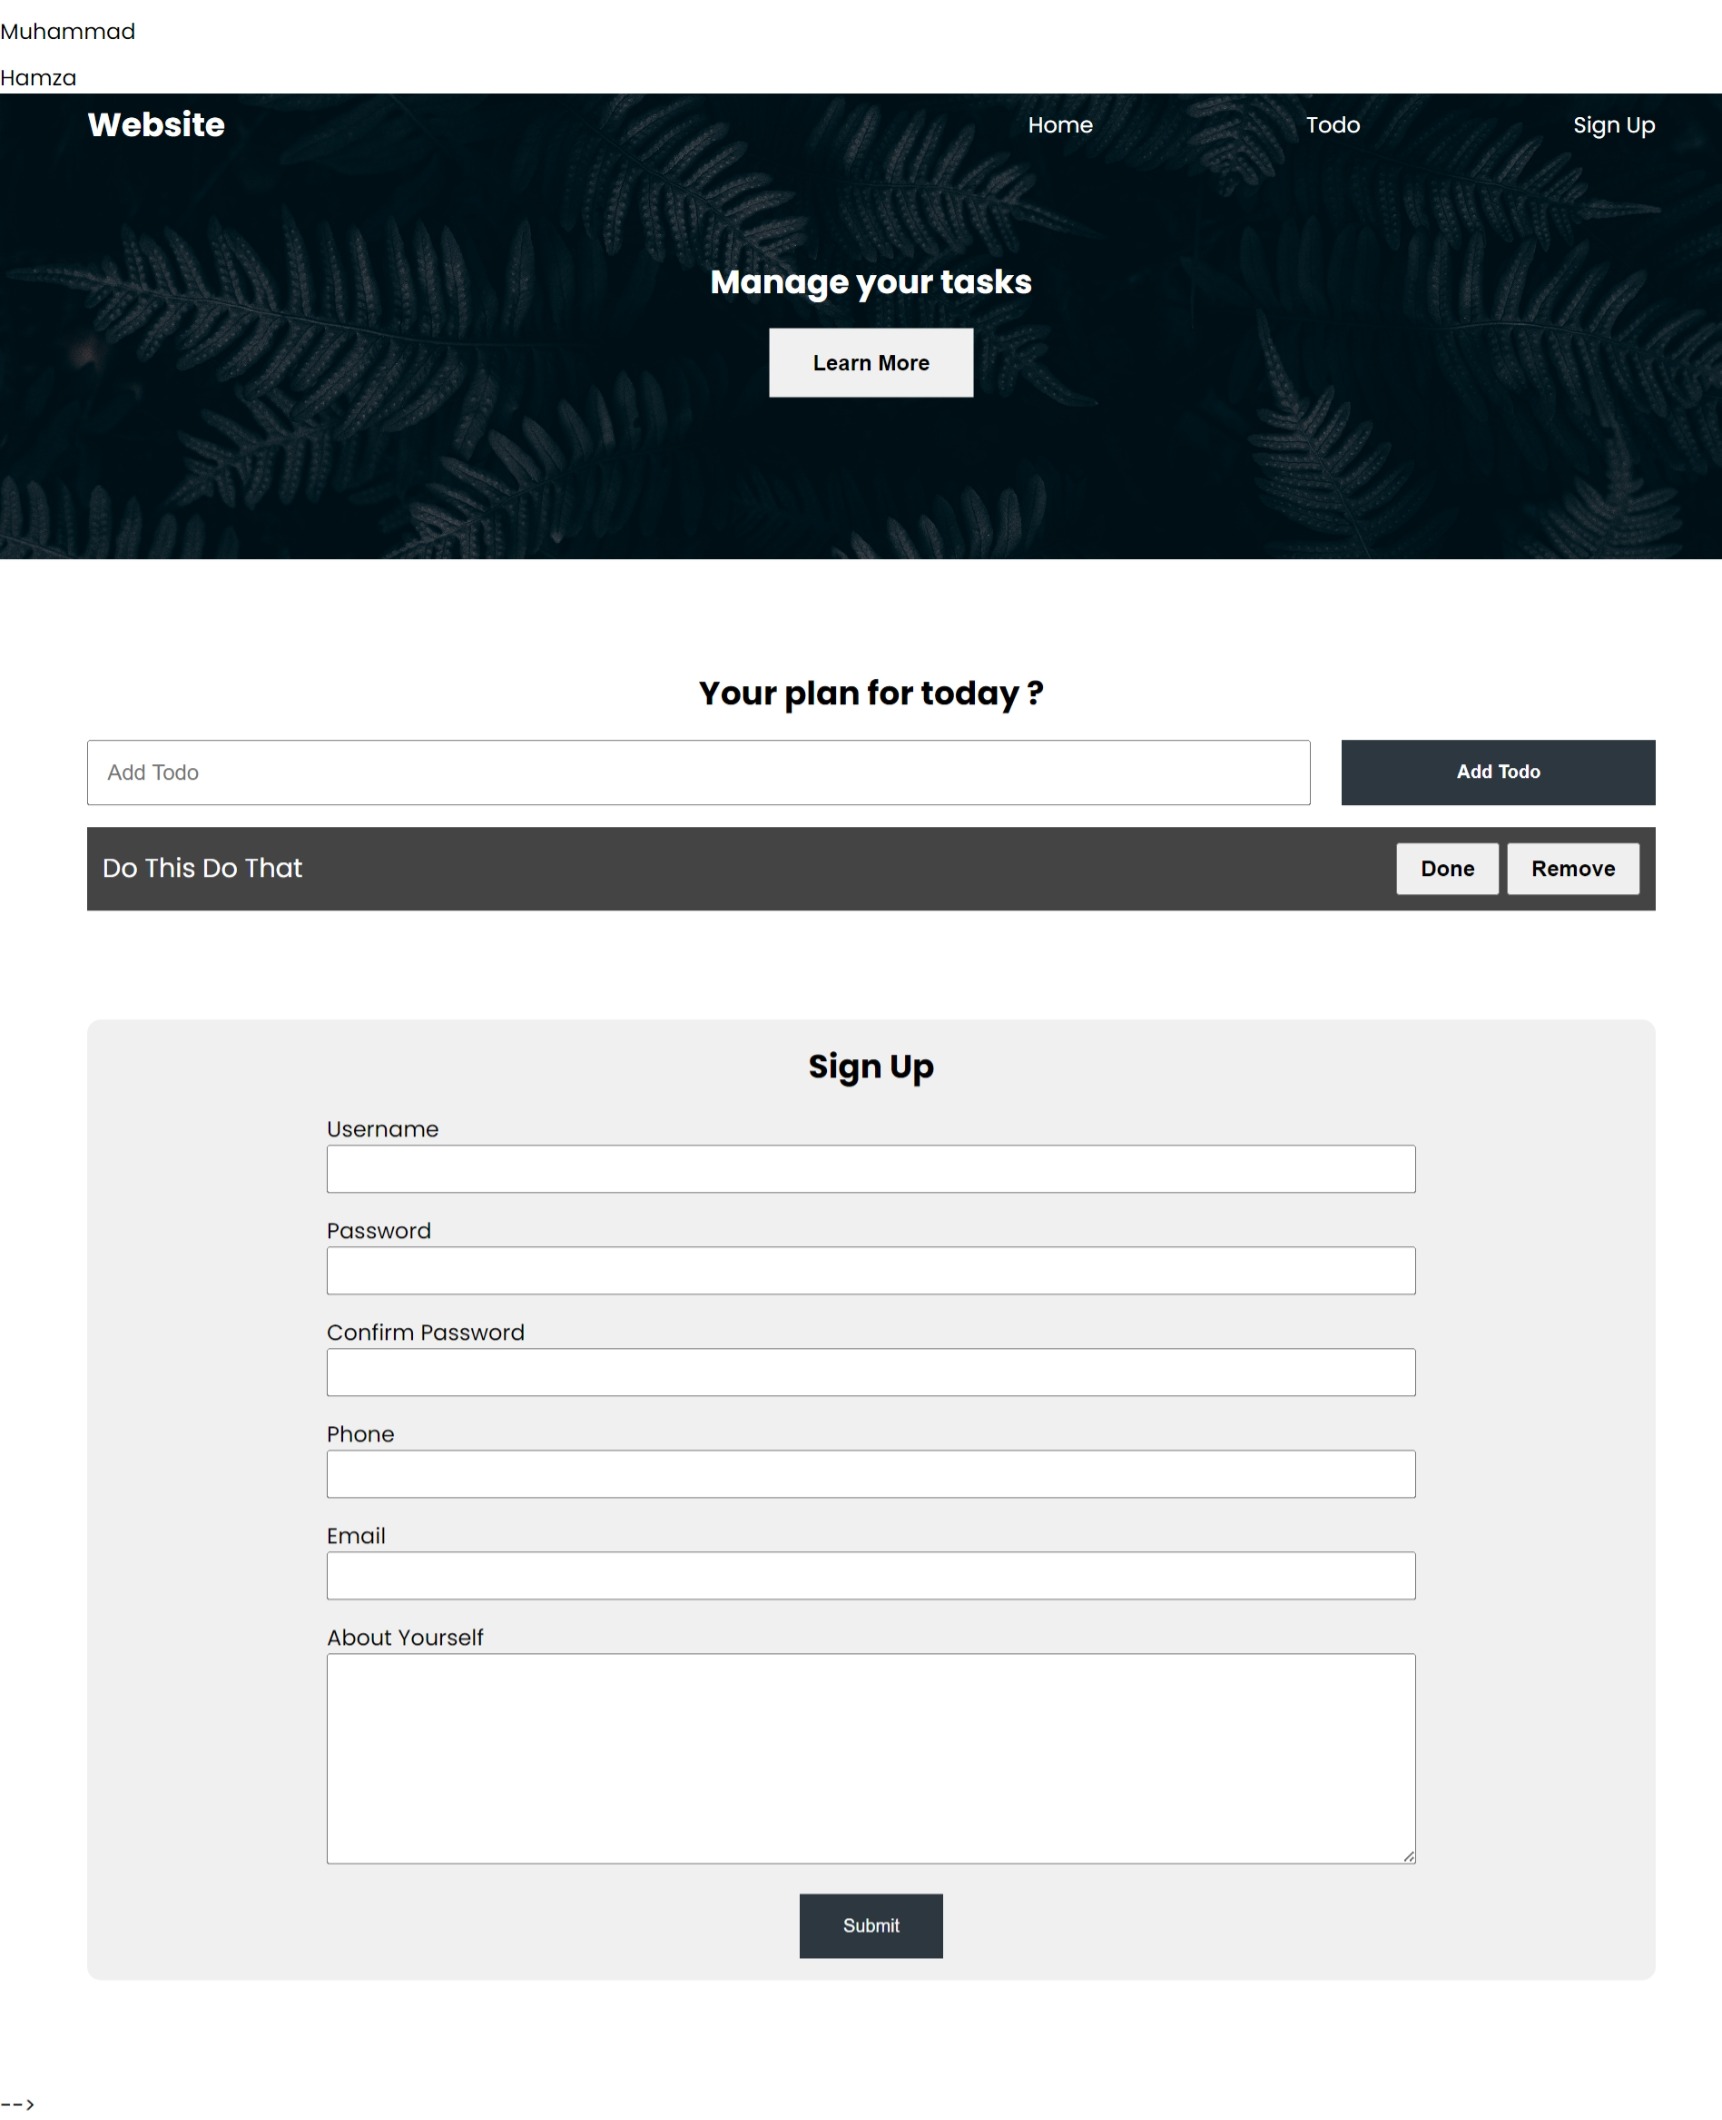 Muhammad
Hamza
Website Home Todo Sign Up
Manage your tasks
Learn More
Your plan for today ?
Add Todo Add Todo
Do This Do That Done Remove
Sign Up
Username
Password
Confirm Password
Phone
Email
About Yourself
Submit
-->